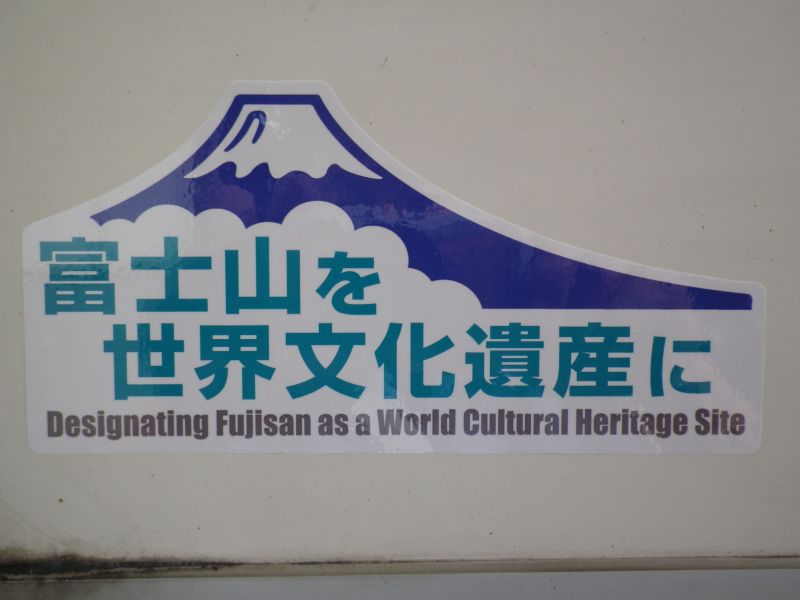 富士山を
世界文化遺産に
Designating Fujisan as a World Cultural Heritage Site